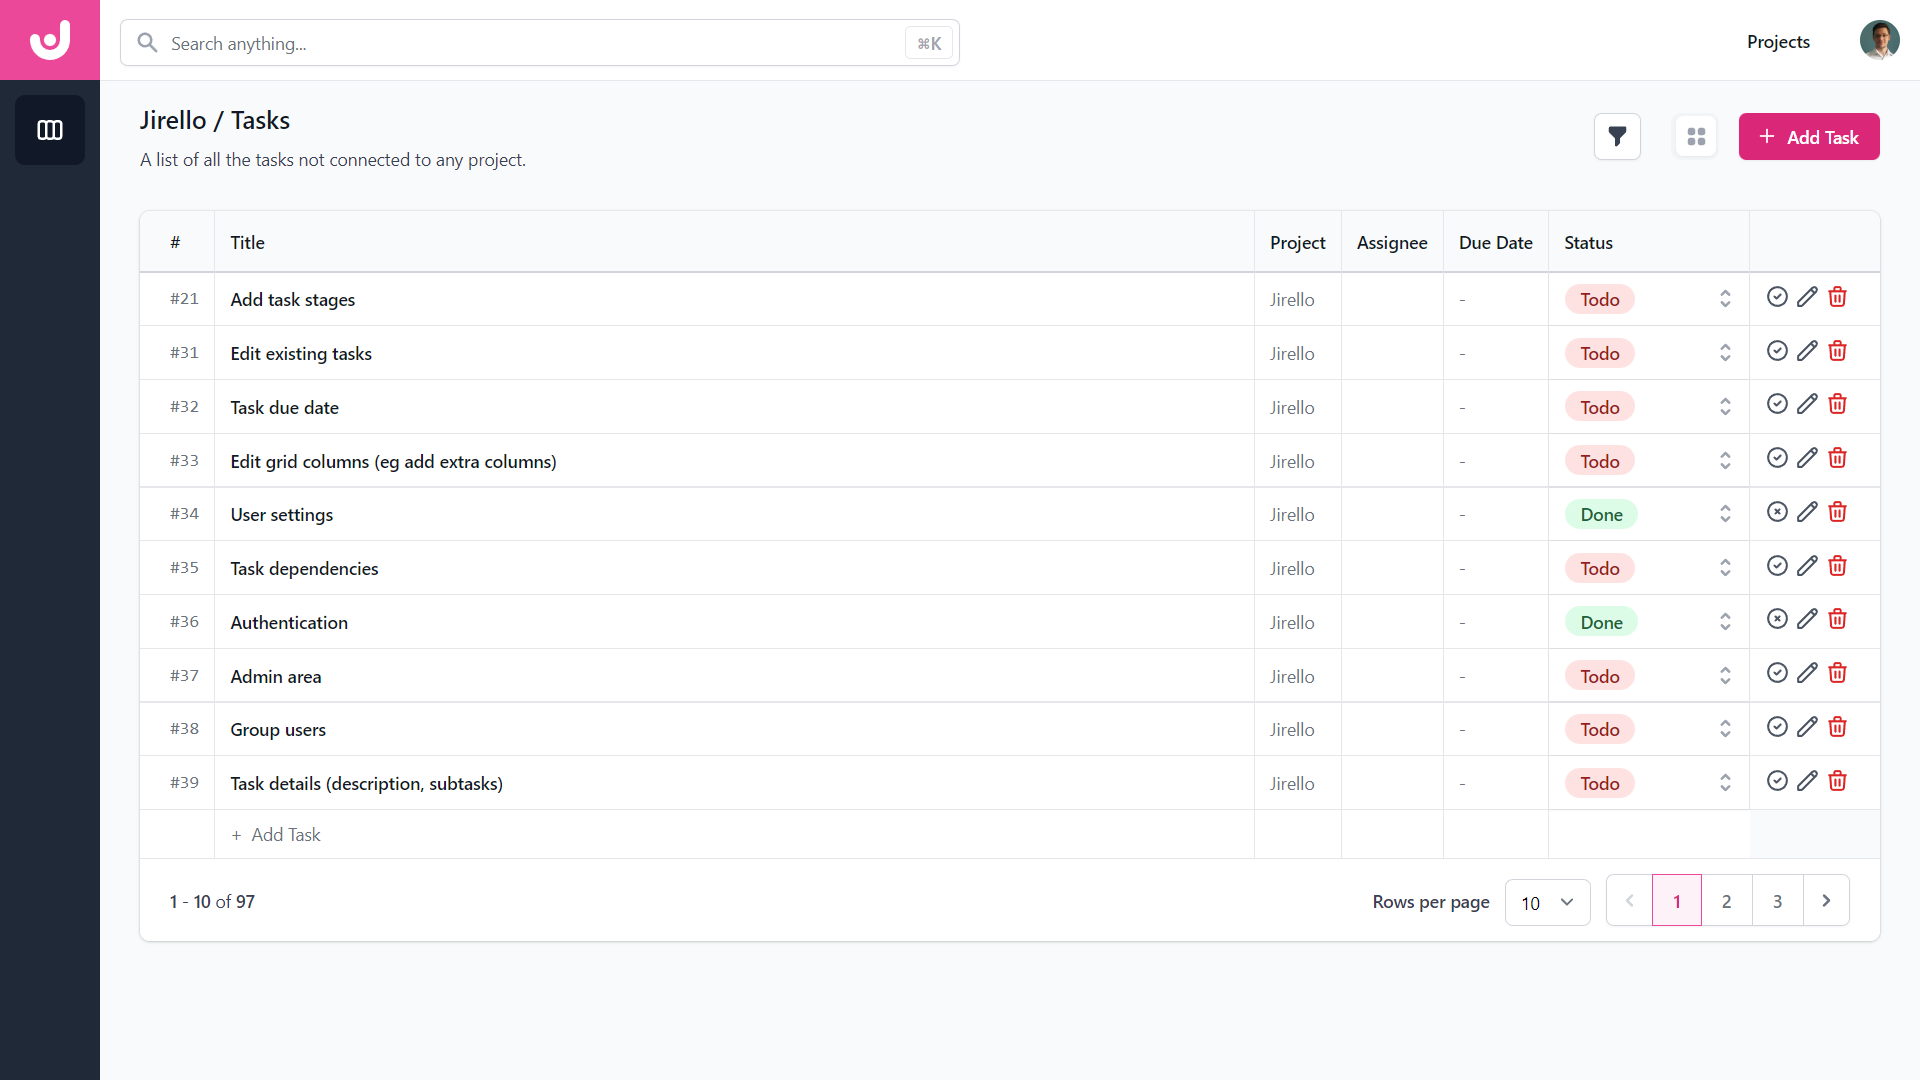 Search anything...
⌘K
Projects
Jirello / Tasks
A list of all the tasks not connected to any project.
+ Add Task
# Title Project Assignee Due Date Status
#21 Add task stages Jirello - Todo
#31 Edit existing tasks Jirello - Todo
#32 Task due date Jirello - Todo
#33 Edit grid columns (eg add extra columns) Jirello - Todo
#34 User settings Jirello - Done
#35 Task dependencies Jirello - Todo
#36 Authentication Jirello - Done
#37 Admin area Jirello - Todo
#38 Group users Jirello - Todo
#39 Task details (description, subtasks) Jirello - Todo
+ Add Task
1 - 10 of 97 Rows per page 10 1 2 3